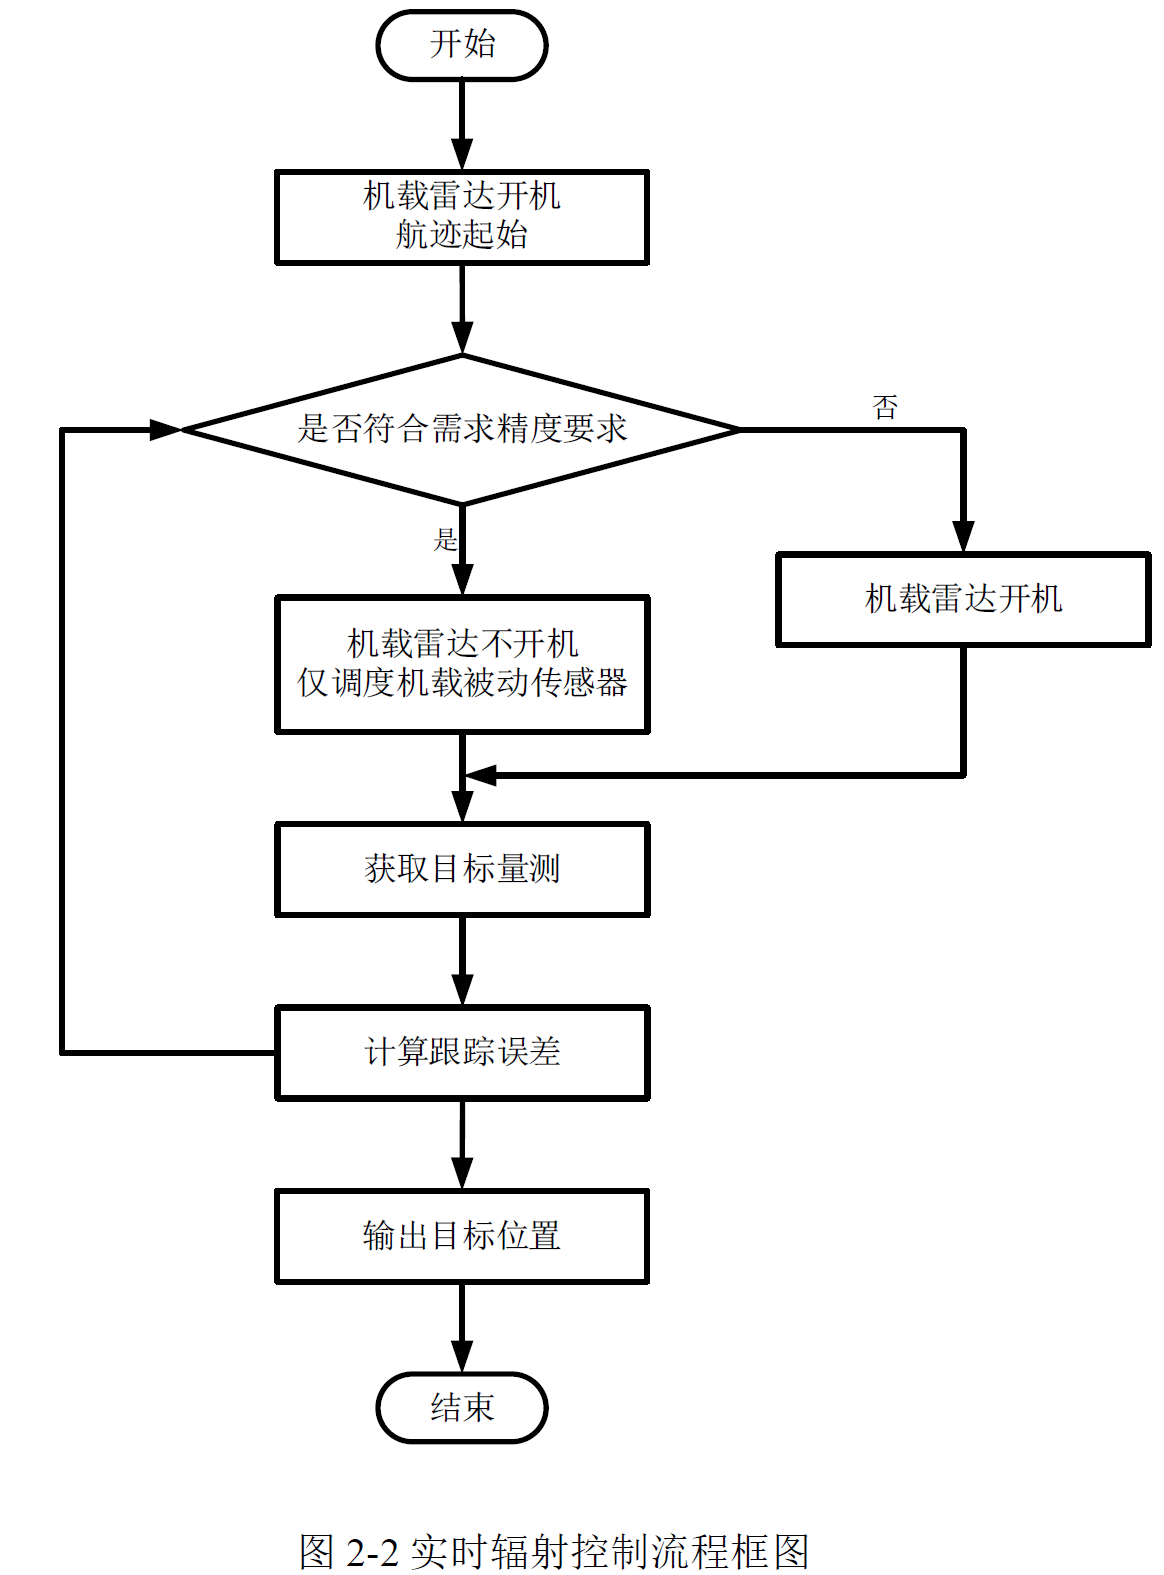 开始
机载雷达开机
航迹起始
是否符合需求精度要求
否
是
机载雷达开机
机载雷达不开机
仅调度机载被动传感器
获取目标量测
计算跟踪误差
输出目标位置
结束
图 2-2 实时辐射控制流程框图